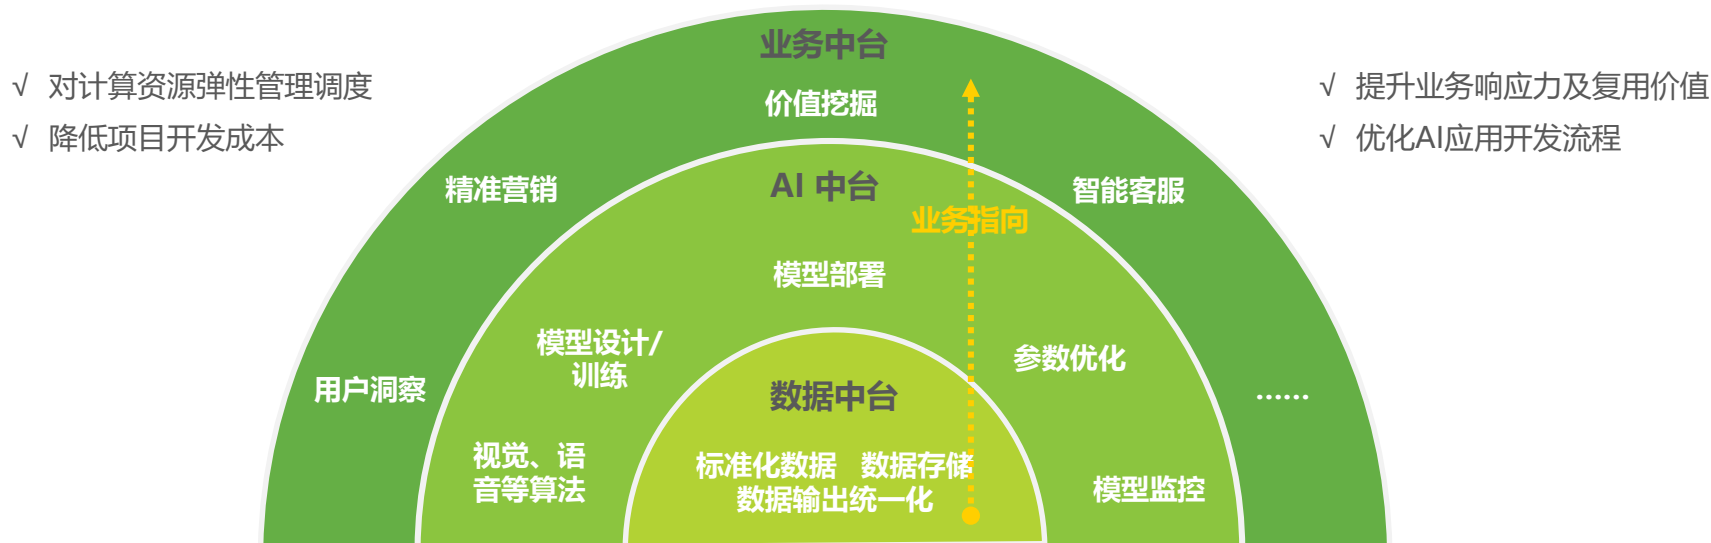 √ 对计算资源弹性管理调度
√ 降低项目开发成本
√ 提升业务响应力及复用价值
√ 优化AI应用开发流程
业务中台
价值挖掘
精准营销
智能客服
用户洞察
……
AI 中台
业务指向
模型部署
模型设计/
训练
参数优化
视觉、语
音等算法
模型监控
数据中台
标准化数据 数据存储
数据输出统一化